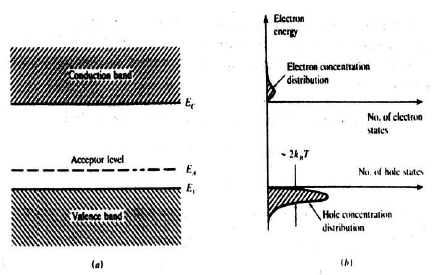 Conduction band
E_C
Acceptor level
E_A
E_V
Valence band
(a)
Electron
energy
Electron concentration
distribution
No. of electron
states
~ 2k_BT
No. of hole states
Hole concentration
distribution
(b)